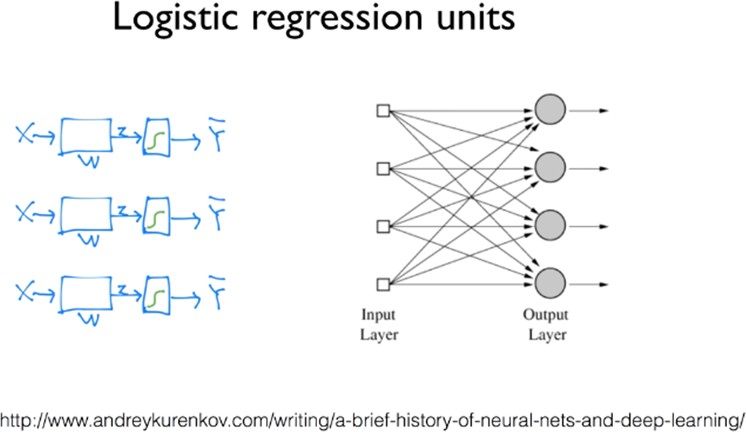 Logistic regression units
X → z → Ȳ
W
X → z → Ȳ
W
X → z → Ȳ
W
Input
Layer
Output
Layer
http://www.andreykurenkov.com/writing/a-brief-history-of-neural-nets-and-deep-learning/